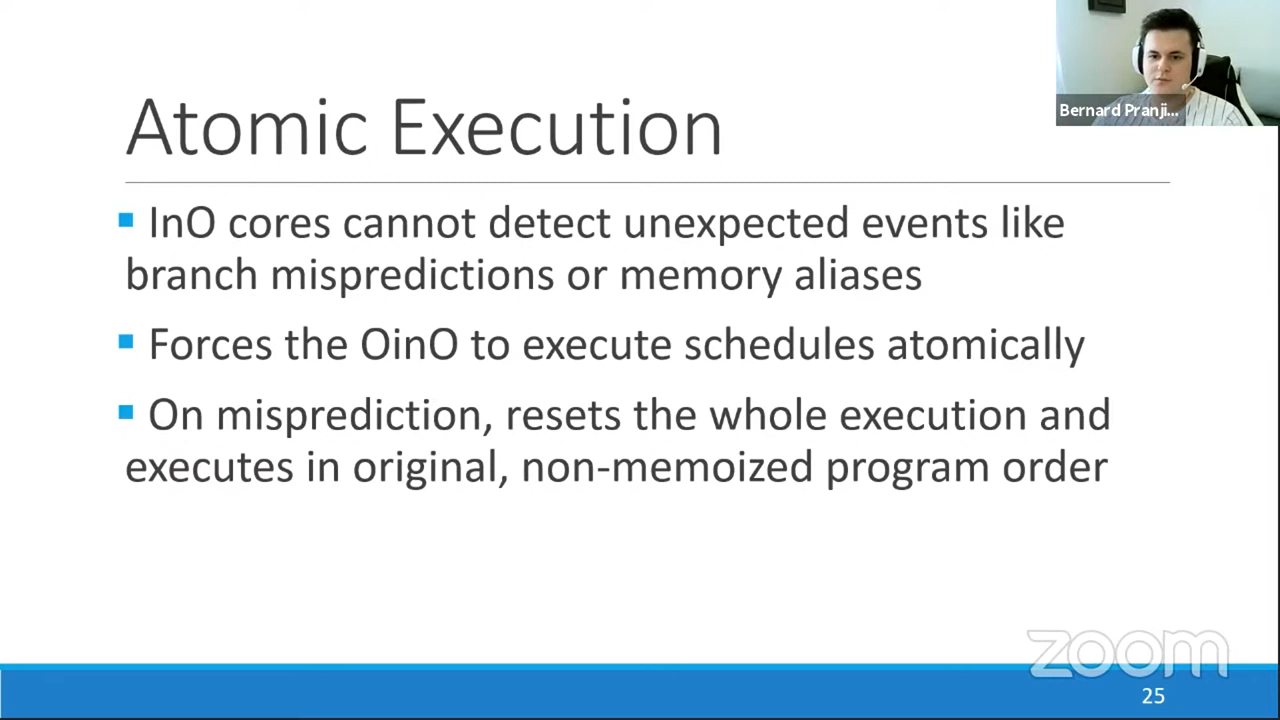 Bernard Pranji...
Atomic Execution
InO cores cannot detect unexpected events like
branch mispredictions or memory aliases
Forces the OinO to execute schedules atomically
On misprediction, resets the whole execution and
executes in original, non-memoized program order
zoom
25